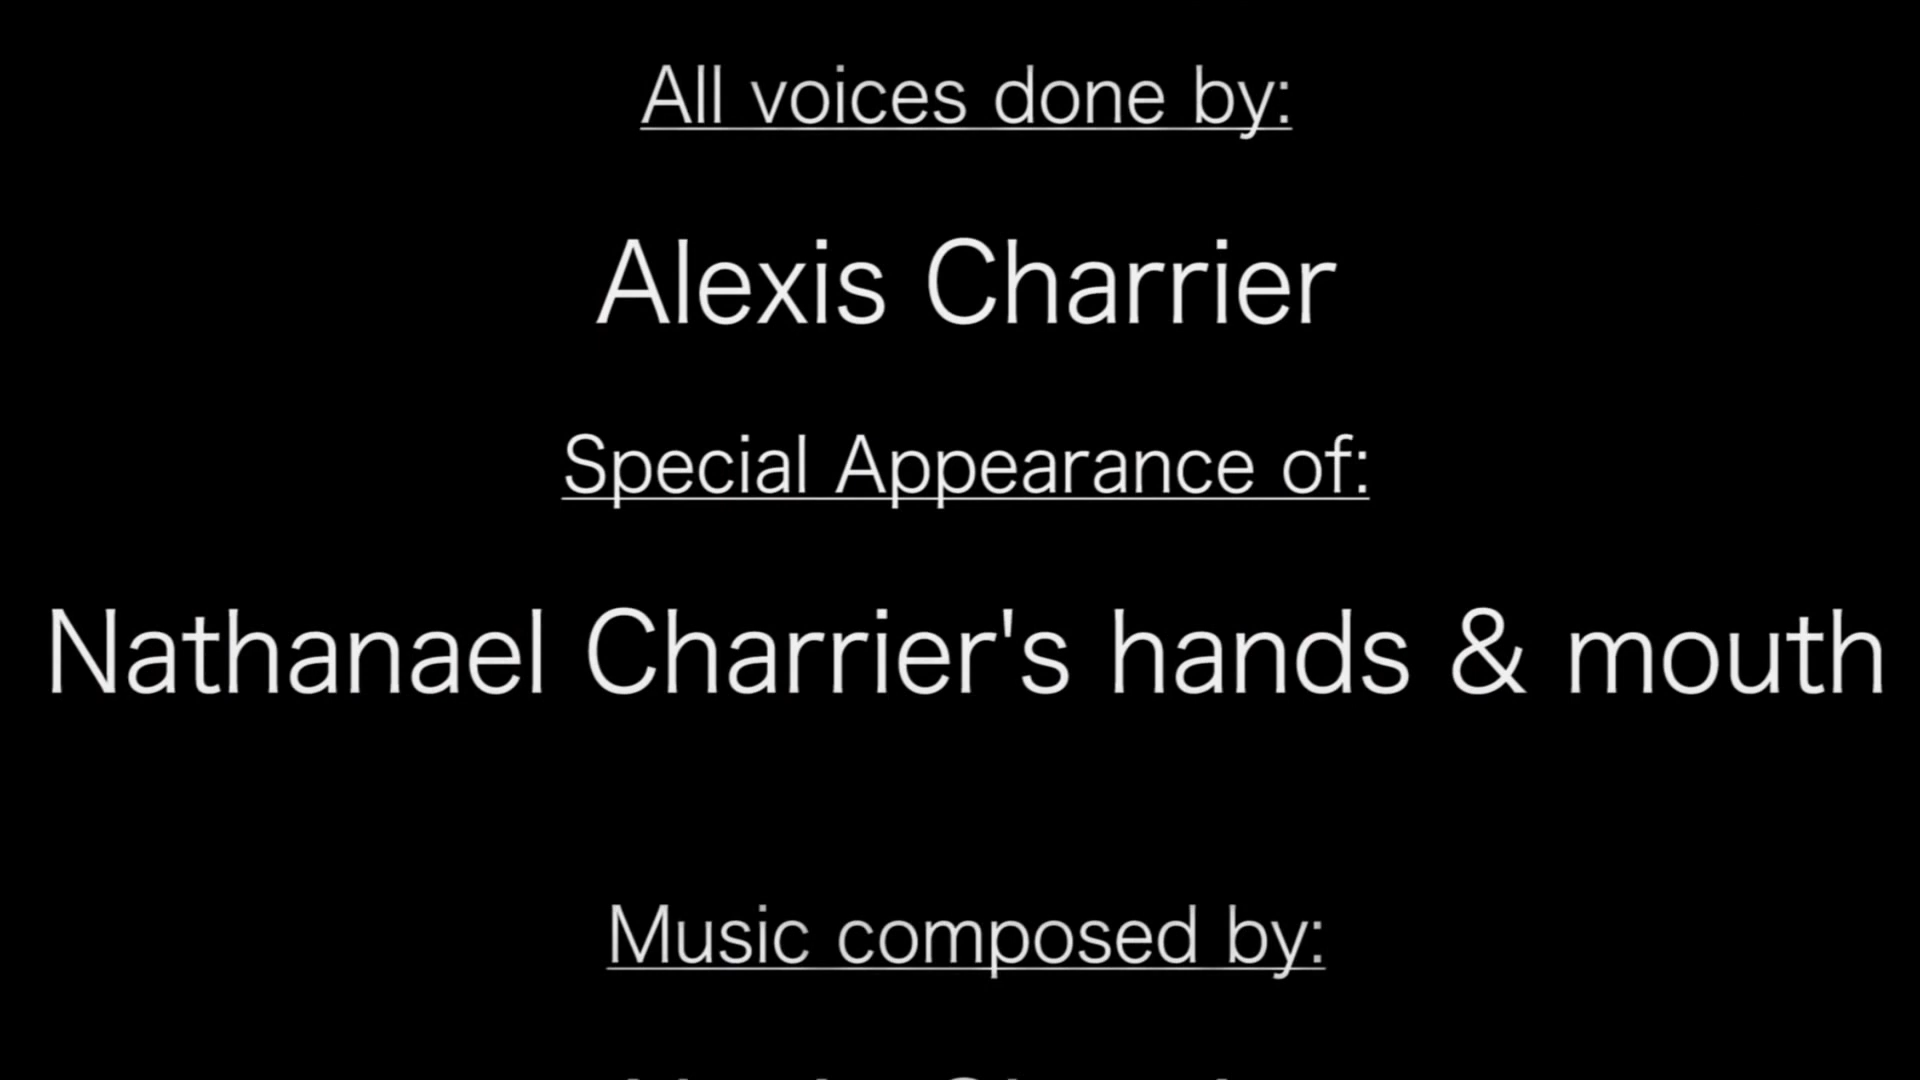 All voices done by:
Alexis Charrier
Special Appearance of:
Nathanael Charrier's hands & mouth
Music composed by: